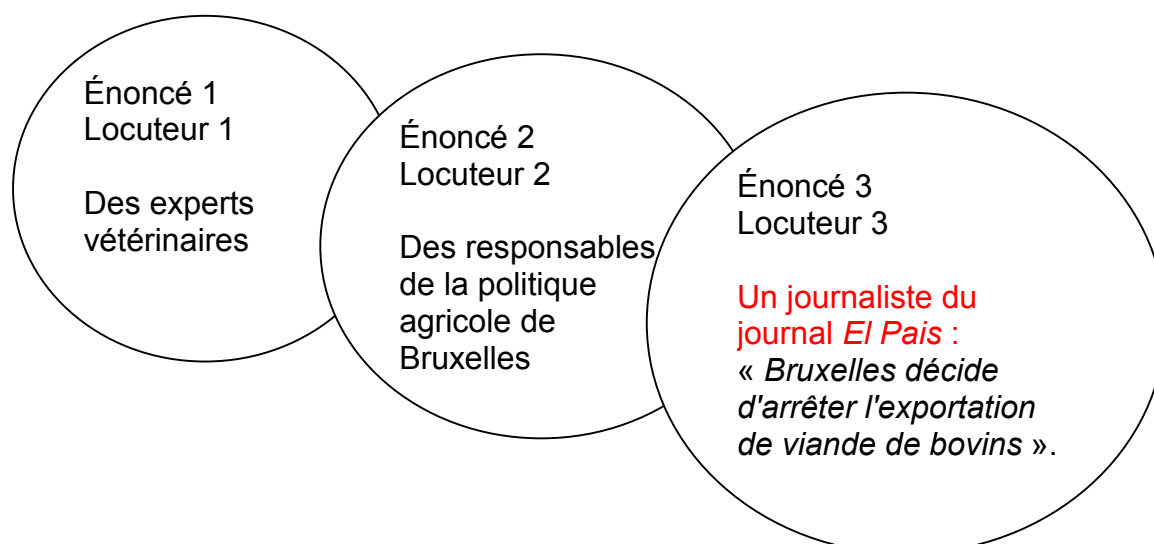 Énoncé 1
Locuteur 1
Des experts
vétérinaires
Énoncé 2
Locuteur 2
Des responsables
de la politique
agricole de
Bruxelles
Énoncé 3
Locuteur 3
Un journaliste du
journal El Pais :
« Bruxelles décide
d'arrêter l'exportation
de viande de bovins ».